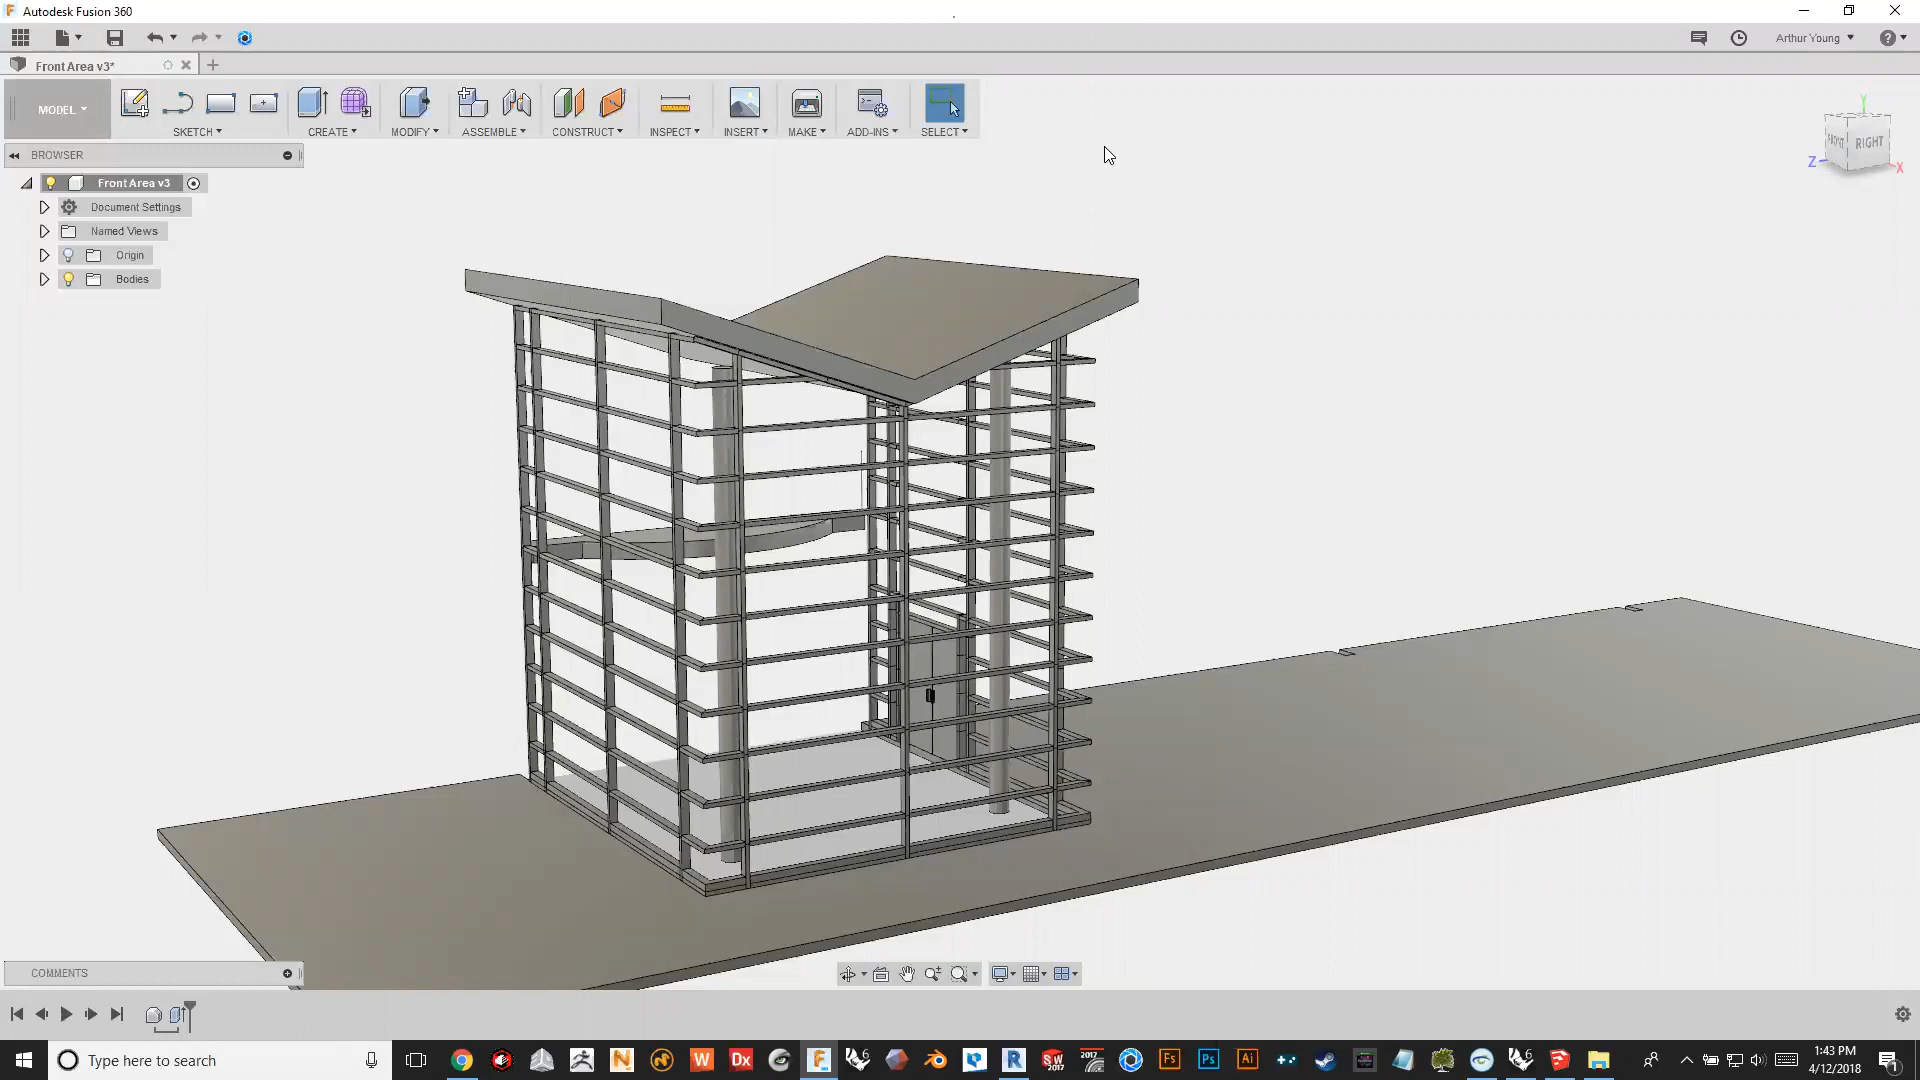 Autodesk Fusion 360
Arthur Young
Front Area v3*
MODEL
SKETCH
CREATE
MODIFY
ASSEMBLE
CONSTRUCT
INSPECT
INSERT
MAKE
ADD-INS
SELECT
BROWSER
Front Area v3
Document Settings
Named Views
Origin
Bodies
Y
FRONT
RIGHT
Z
X
COMMENTS
Type here to search
1:43 PM
4/12/2018